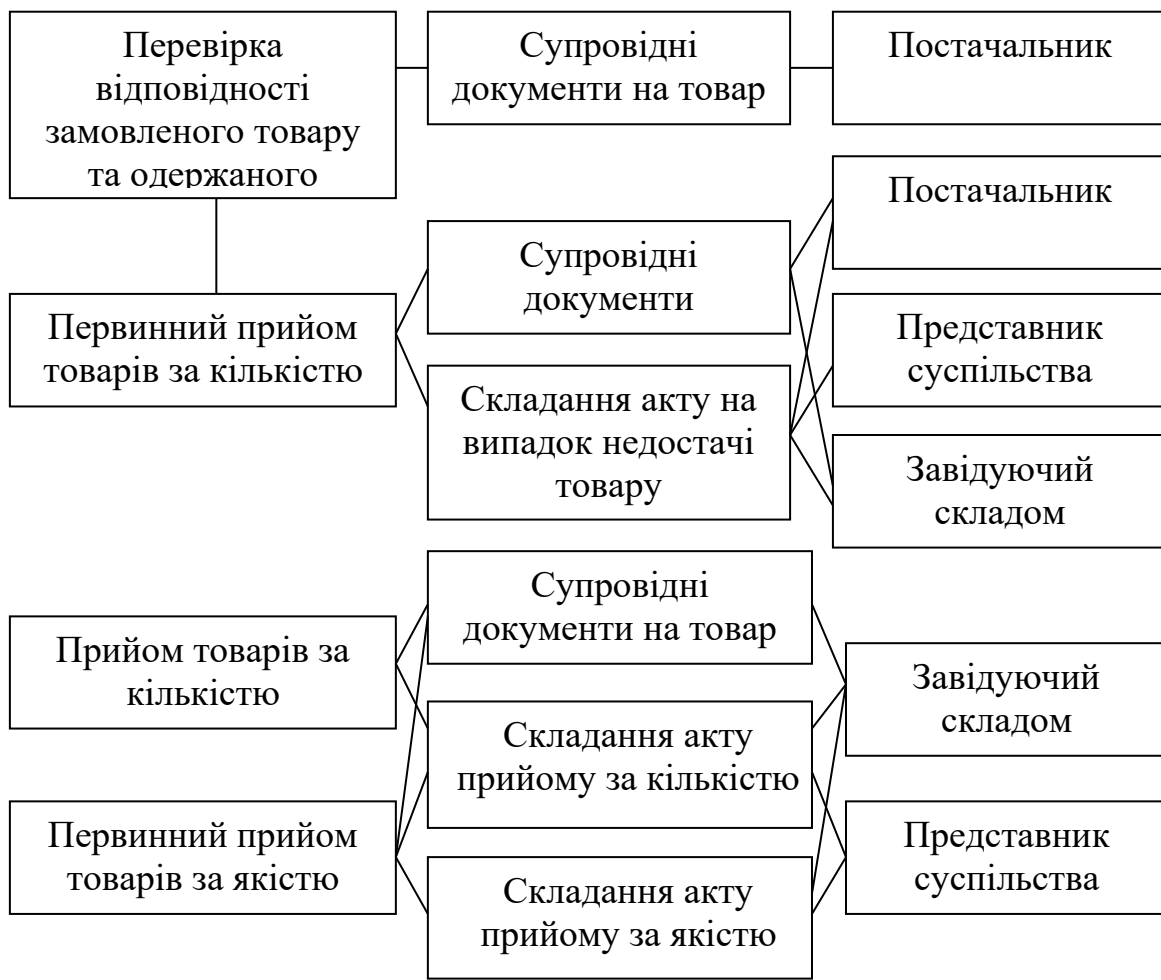 Перевірка
відповідності
замовленого товару
та одержаного
Супровідні
документи на товар
Постачальник
Постачальник
Супровідні
документи
Первинний прийом
товарів за кількістю
Представник
суспільства
Складання акту на
випадок недостачі
товару
Завідуючий
складом
Супровідні
документи на товар
Прийом товарів за
кількістю
Завідуючий
складом
Складання акту
прийому за кількістю
Первинний прийом
товарів за якістю
Представник
суспільства
Складання акту
прийому за якістю